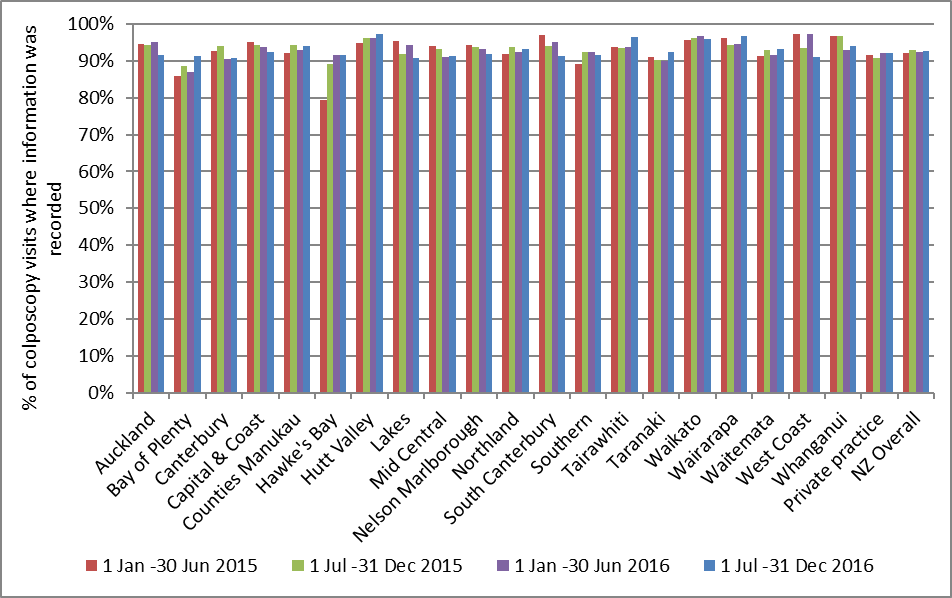 % of colposcopy visits where information was
recorded
100%
90%
80%
70%
60%
50%
40%
30%
20%
10%
0%
Auckland
Bay of Plenty
Canterbury
Capital & Coast
Counties Manukau
Hawke's Bay
Hutt Valley
Lakes
Mid Central
Nelson Marlborough
Northland
South Canterbury
Southern
Tairawhiti
Taranaki
Waikato
Wairarapa
Waitemata
West Coast
Whanganui
Private practice
NZ Overall
1 Jan -30 Jun 2015
1 Jul -31 Dec 2015
1 Jan -30 Jun 2016
1 Jul -31 Dec 2016